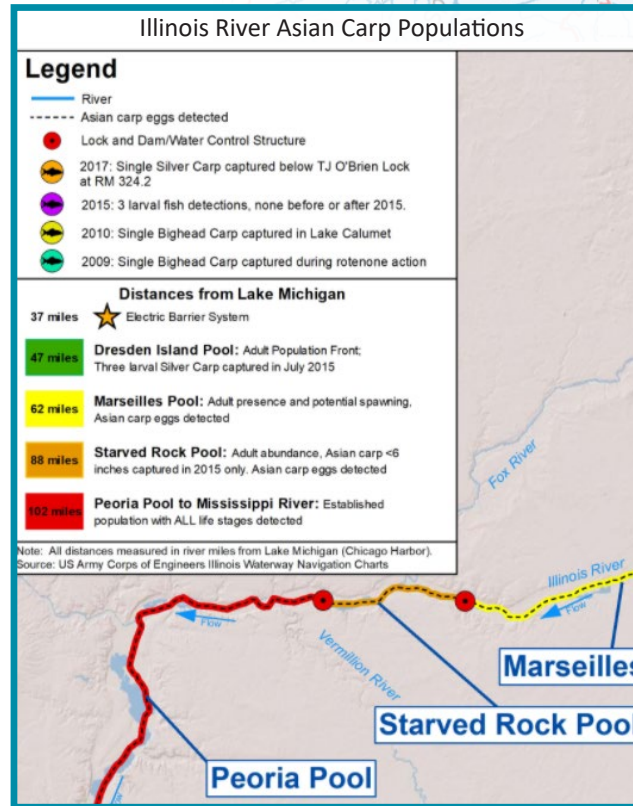 Illinois River Asian Carp Populations
Legend
River
Asian carp eggs detected
Lock and Dam/Water Control Structure
2017: Single Silver Carp captured below TJ O'Brien Lock
at RM 324.2
2015: 3 larval fish detections, none before or after 2015.
2010: Single Bighead Carp captured in Lake Calumet
2009: Single Bighead Carp captured during rotenone action
Distances from Lake Michigan
37 miles Electric Barrier System
47 miles Dresden Island Pool: Adult Population Front;
Three larval Silver Carp captured in July 2015
62 miles Marseilles Pool: Adult presence and potential spawning,
Asian carp eggs detected
88 miles Starved Rock Pool: Adult abundance, Asian carp <6
inches captured in 2015 only. Asian carp eggs detected
102 miles Peoria Pool to Mississippi River: Established
population with ALL life stages detected
Note: All distances measured in river miles from Lake Michigan (Chicago Harbor).
Source: US Army Corps of Engineers Illinois Waterway Navigation Charts
Fox River
Illinois River
Flow
Flow
Vermillion River
Marseilles
Starved Rock Pool
Peoria Pool